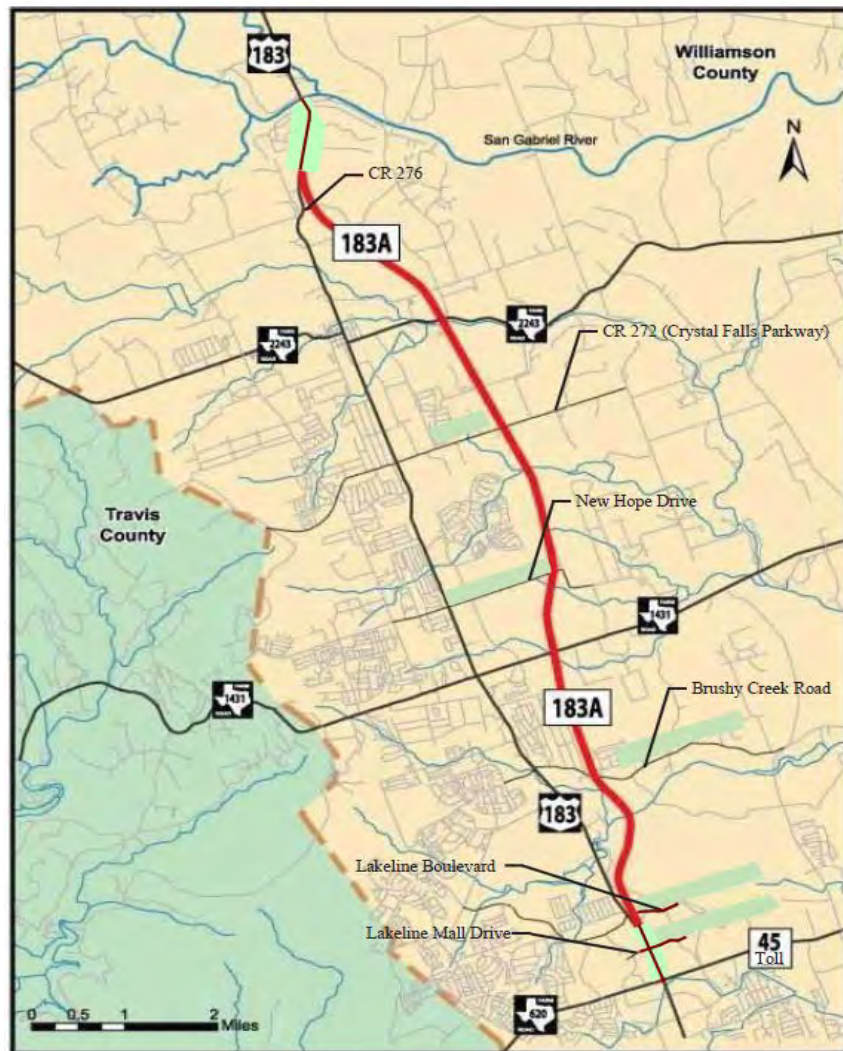 183
Williamson
County
N
San Gabriel River
CR 276
183A
2243
2243
CR 272 (Crystal Falls Parkway)
New Hope Drive
Travis
County
1431
1431
Brushy Creek Road
183A
183
Lakeline Boulevard
Lakeline Mall Drive
45
Toll
620
0 0.5 1 2
Miles